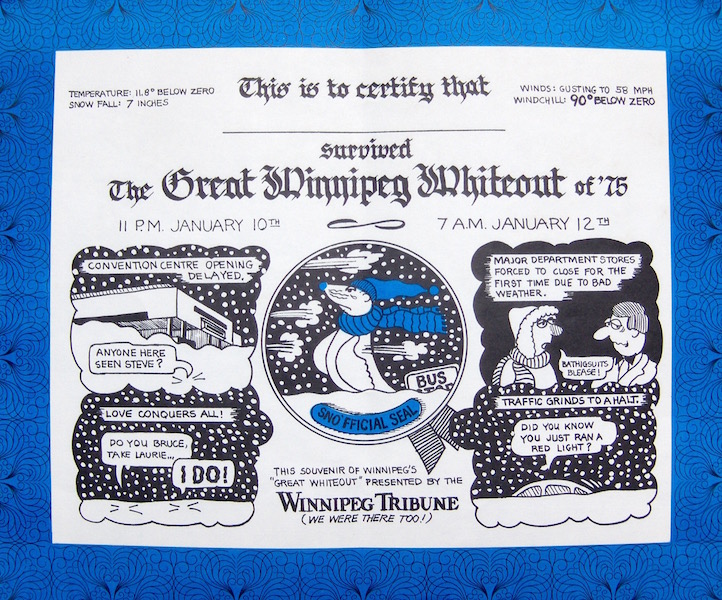 TEMPERATURE: 11.8° BELOW ZERO
SNOW FALL: 7 INCHES
This is to certify that
WINDS: GUSTING TO 58 MPH
WINDCHILL: 90° BELOW ZERO
survived
The Great Winnipeg Whiteout of '75
11 P.M. JANUARY 10TH
7 A.M. JANUARY 12TH
CONVENTION CENTRE OPENING
DELAYED.
ANYONE HERE
SEEN STEVE?
LOVE CONQUERS ALL!
DO YOU BRUCE,
TAKE LAURIE...
I DO!
BUS
SNO'FFICIAL SEAL
THIS SOUVENIR OF WINNIPEG'S
"GREAT WHITEOUT" PRESENTED BY THE
WINNIPEG TRIBUNE
(WE WERE THERE TOO!)
MAJOR DEPARTMENT STORES
FORCED TO CLOSE FOR THE
FIRST TIME DUE TO BAD
WEATHER.
BATHIGSUITS
BLEASE!
TRAFFIC GRINDS TO A HALT.
DID YOU KNOW
YOU JUST RAN A
RED LIGHT?